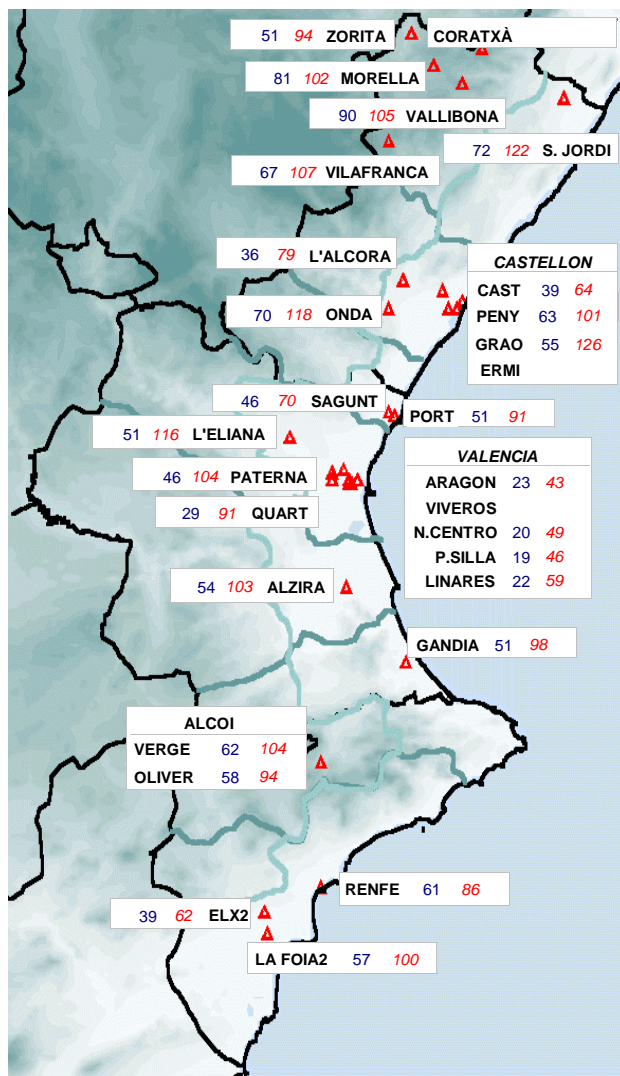 51 94 ZORITA
CORATXÀ
81 102 MORELLA
90 105 VALLIBONA
72 122 S. JORDI
67 107 VILAFRANCA
36 79 L'ALCORA
70 118 ONDA
CASTELLON
CAST 39 64
PENY 63 101
GRAO 55 126
ERMI
46 70 SAGUNT
PORT 51 91
51 116 L'ELIANA
46 104 PATERNA
29 91 QUART
VALENCIA
ARAGON 23 43
VIVEROS
N.CENTRO 20 49
P.SILLA 19 46
LINARES 22 59
54 103 ALZIRA
GANDIA 51 98
ALCOI
VERGE 62 104
OLIVER 58 94
RENFE 61 86
39 62 ELX2
LA FOIA2 57 100